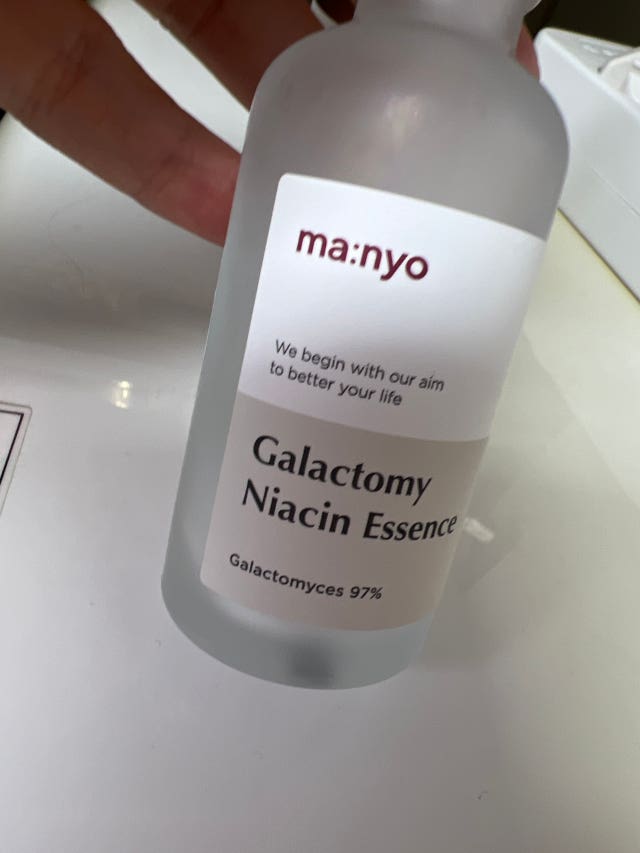 ma:nyo
We begin with our aim
to better your life
Galactomy
Niacin Essence
Galactomyces 97%